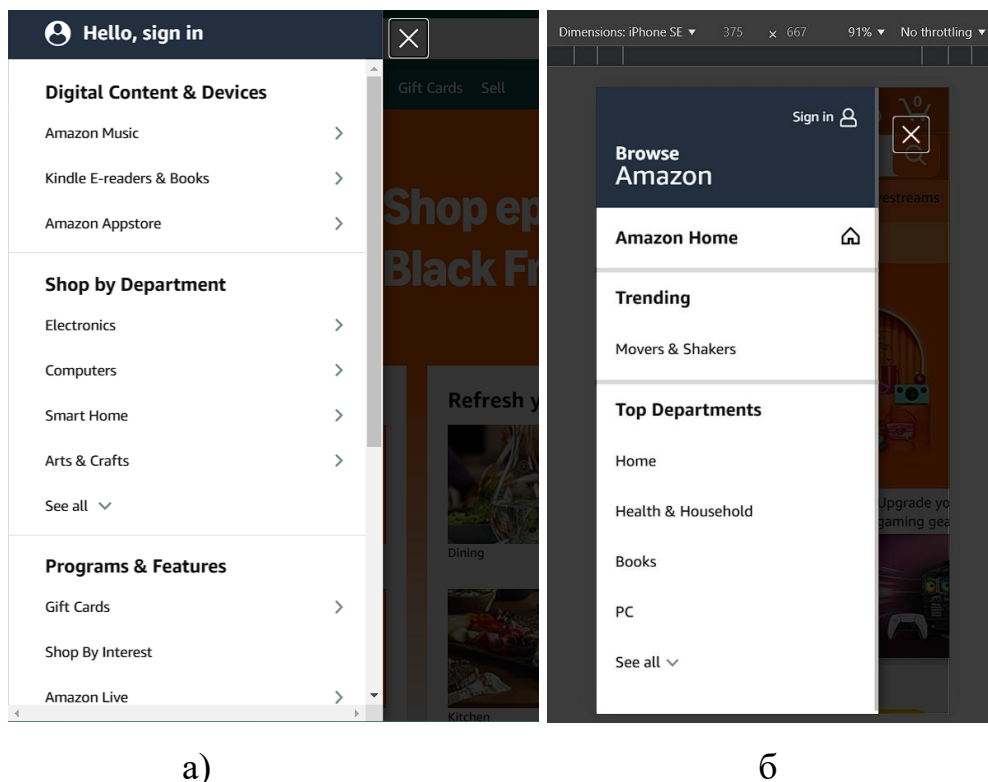 Hello, sign in
Digital Content & Devices
Amazon Music
Kindle E-readers & Books
Amazon Appstore
Shop by Department
Electronics
Computers
Smart Home
Arts & Crafts
See all
Programs & Features
Gift Cards
Shop By Interest
Amazon Live
Gift Cards Sell
Shop ep
Black Fr
Refresh y
Dining
Kitchen
а)
Dimensions: iPhone SE ▼ 375 x 667 91% ▼ No throttling ▼
Sign in
Browse
Amazon
Amazon Home
Trending
Movers & Shakers
Top Departments
Home
Health & Household
Books
PC
See all
0
estreams
Upgrade yo
gaming gea
б